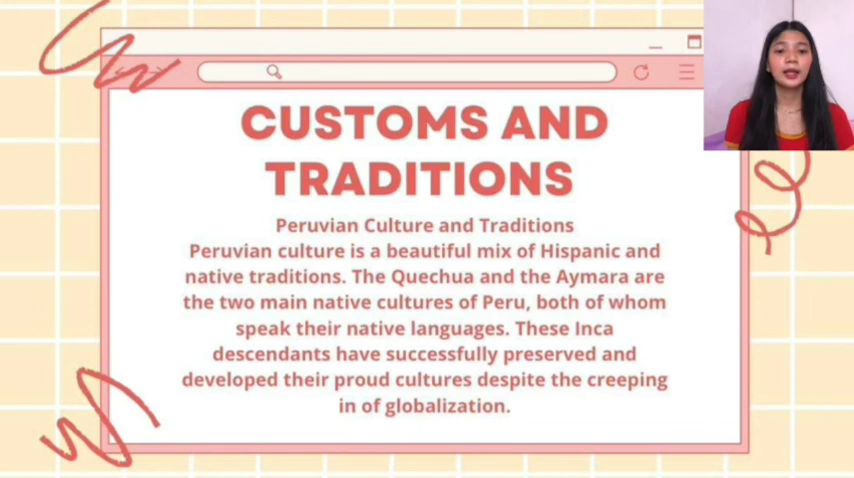 CUSTOMS AND
TRADITIONS
Peruvian Culture and Traditions
Peruvian culture is a beautiful mix of Hispanic and
native traditions. The Quechua and the Aymara are
the two main native cultures of Peru, both of whom
speak their native languages. These Inca
descendants have successfully preserved and
developed their proud cultures despite the creeping
in of globalization.